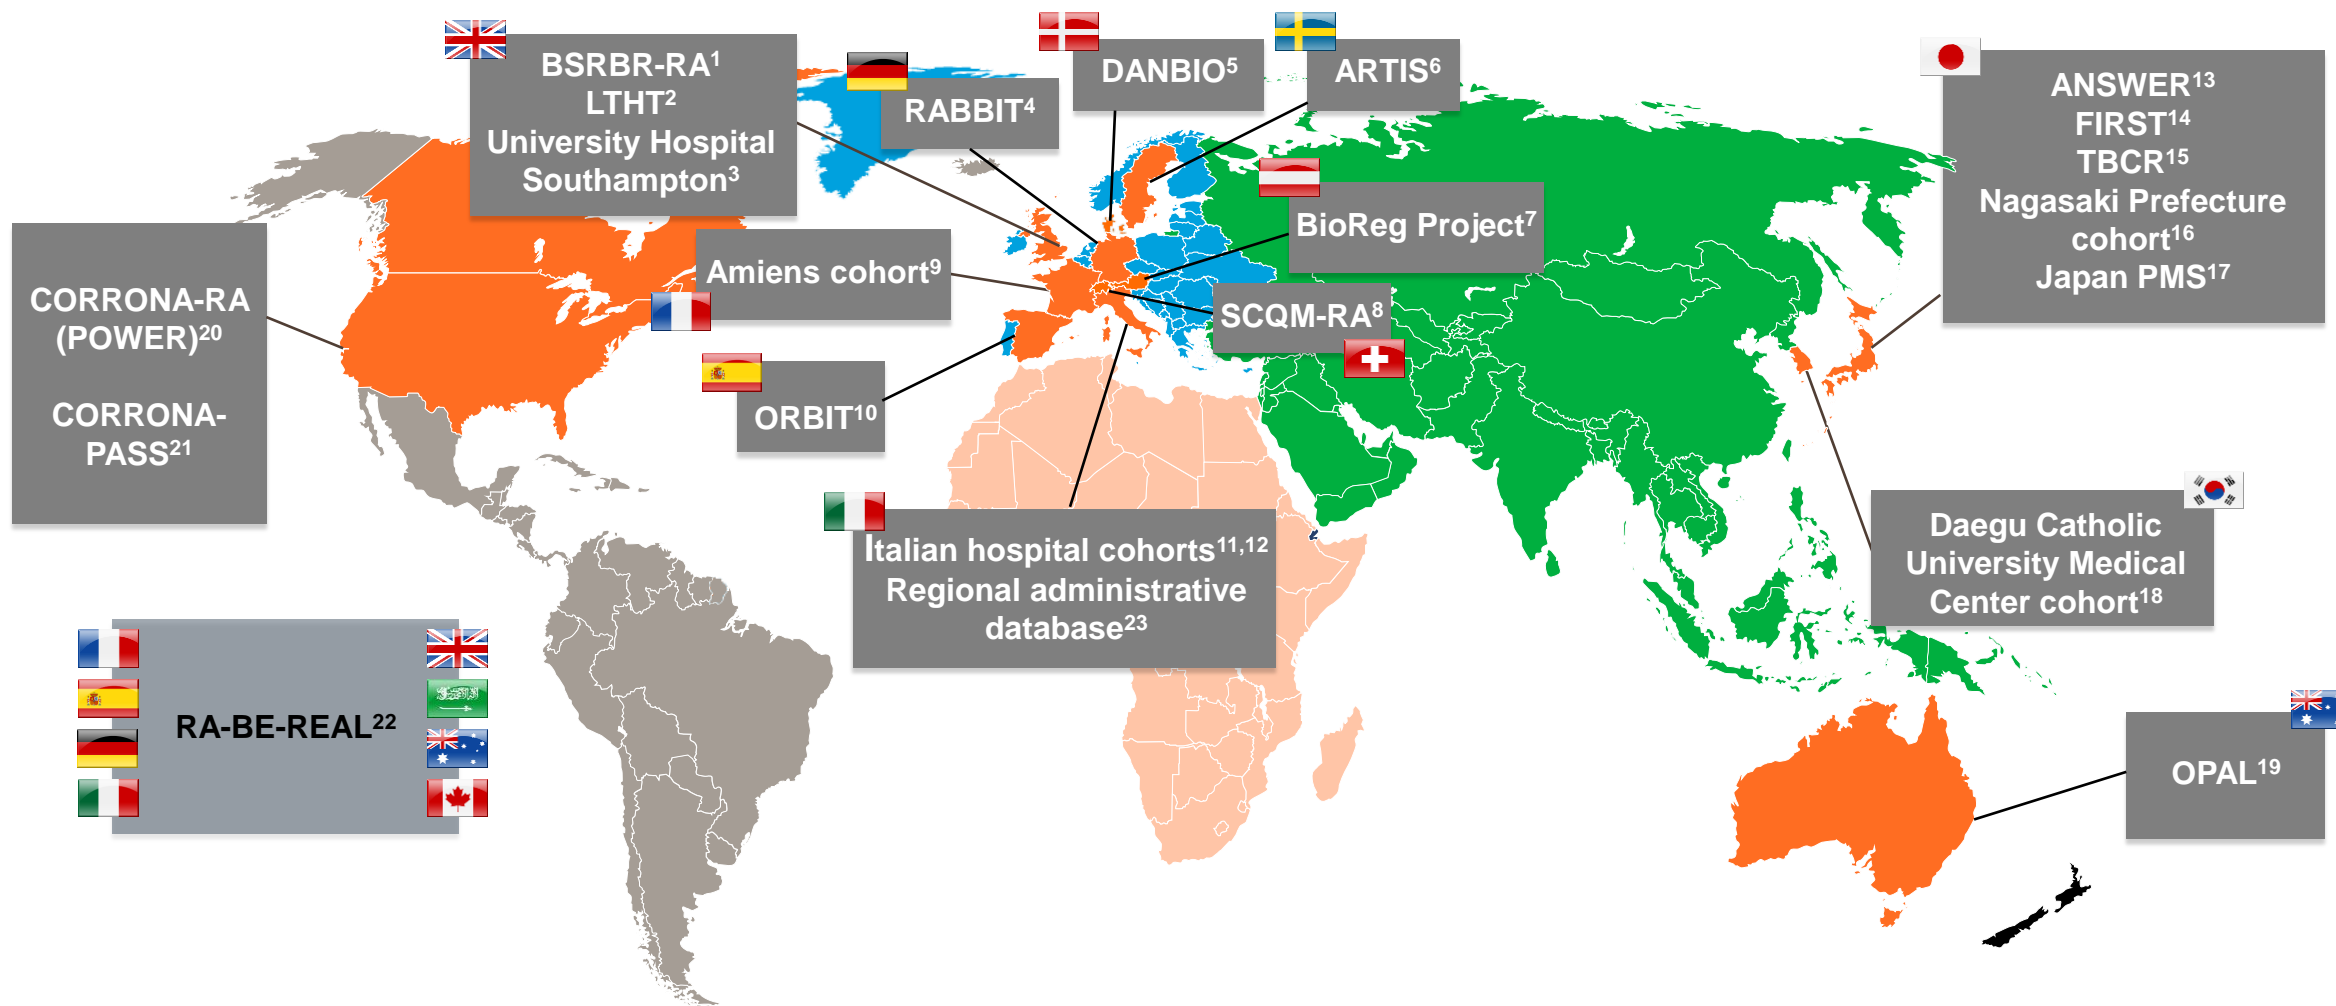 BSRBR-RA¹
LTHT²
University Hospital
Southampton³
RABBIT⁴
DANBIO⁵
ARTIS⁶
ANSWER¹³
FIRST¹⁴
TBCR¹⁵
Nagasaki Prefecture
cohort¹⁶
Japan PMS¹⁷
BioReg Project⁷
Amiens cohort⁹
SCQM-RA⁸
CORRONA-RA
(POWER)²⁰
CORRONA-
PASS²¹
ORBIT¹⁰
Italian hospital cohorts¹¹,¹²
Regional administrative
database²³
Daegu Catholic
University Medical
Center cohort¹⁸
RA-BE-REAL²²
OPAL¹⁹